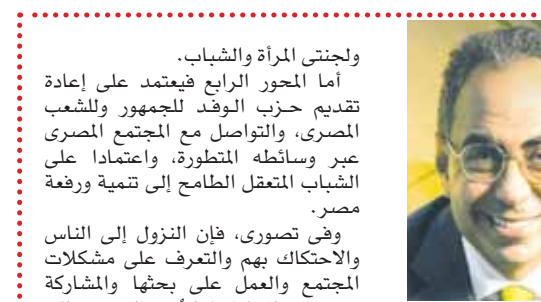 ولجنتى المرأة والشباب.
أما المحور الرابع فيعتمد على إعادة
تقديم حزب الوفد للجمهور وللشعب
المصرى، والتواصل مع المجتمع المصرى
عبر وسائطه المتطورة، واعتمادا على
الشباب المتعقل الطامح إلى تنمية ورفعة
مصر.
وفى تصورى، فإن النزول إلى الناس
والاحتكاك بهم والتعرف على مشكلات
المجتمع والعمل على بحثها والمشاركة